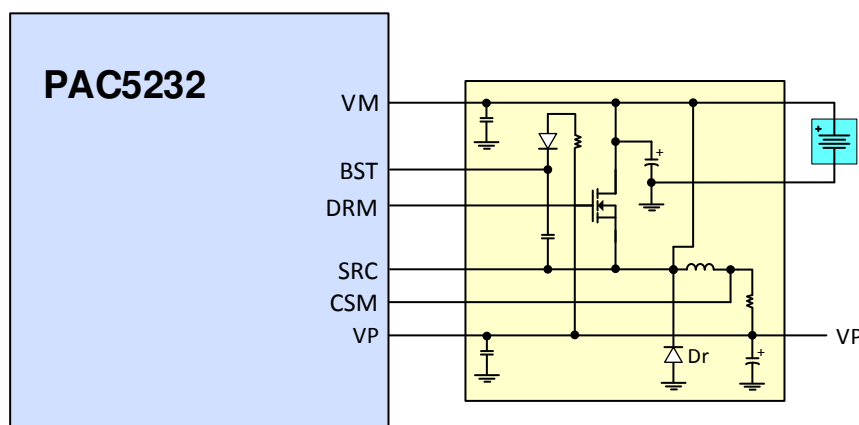 PAC5232
VM
BST
DRM
SRC
CSM
VP
VP
Dr
+
+
+